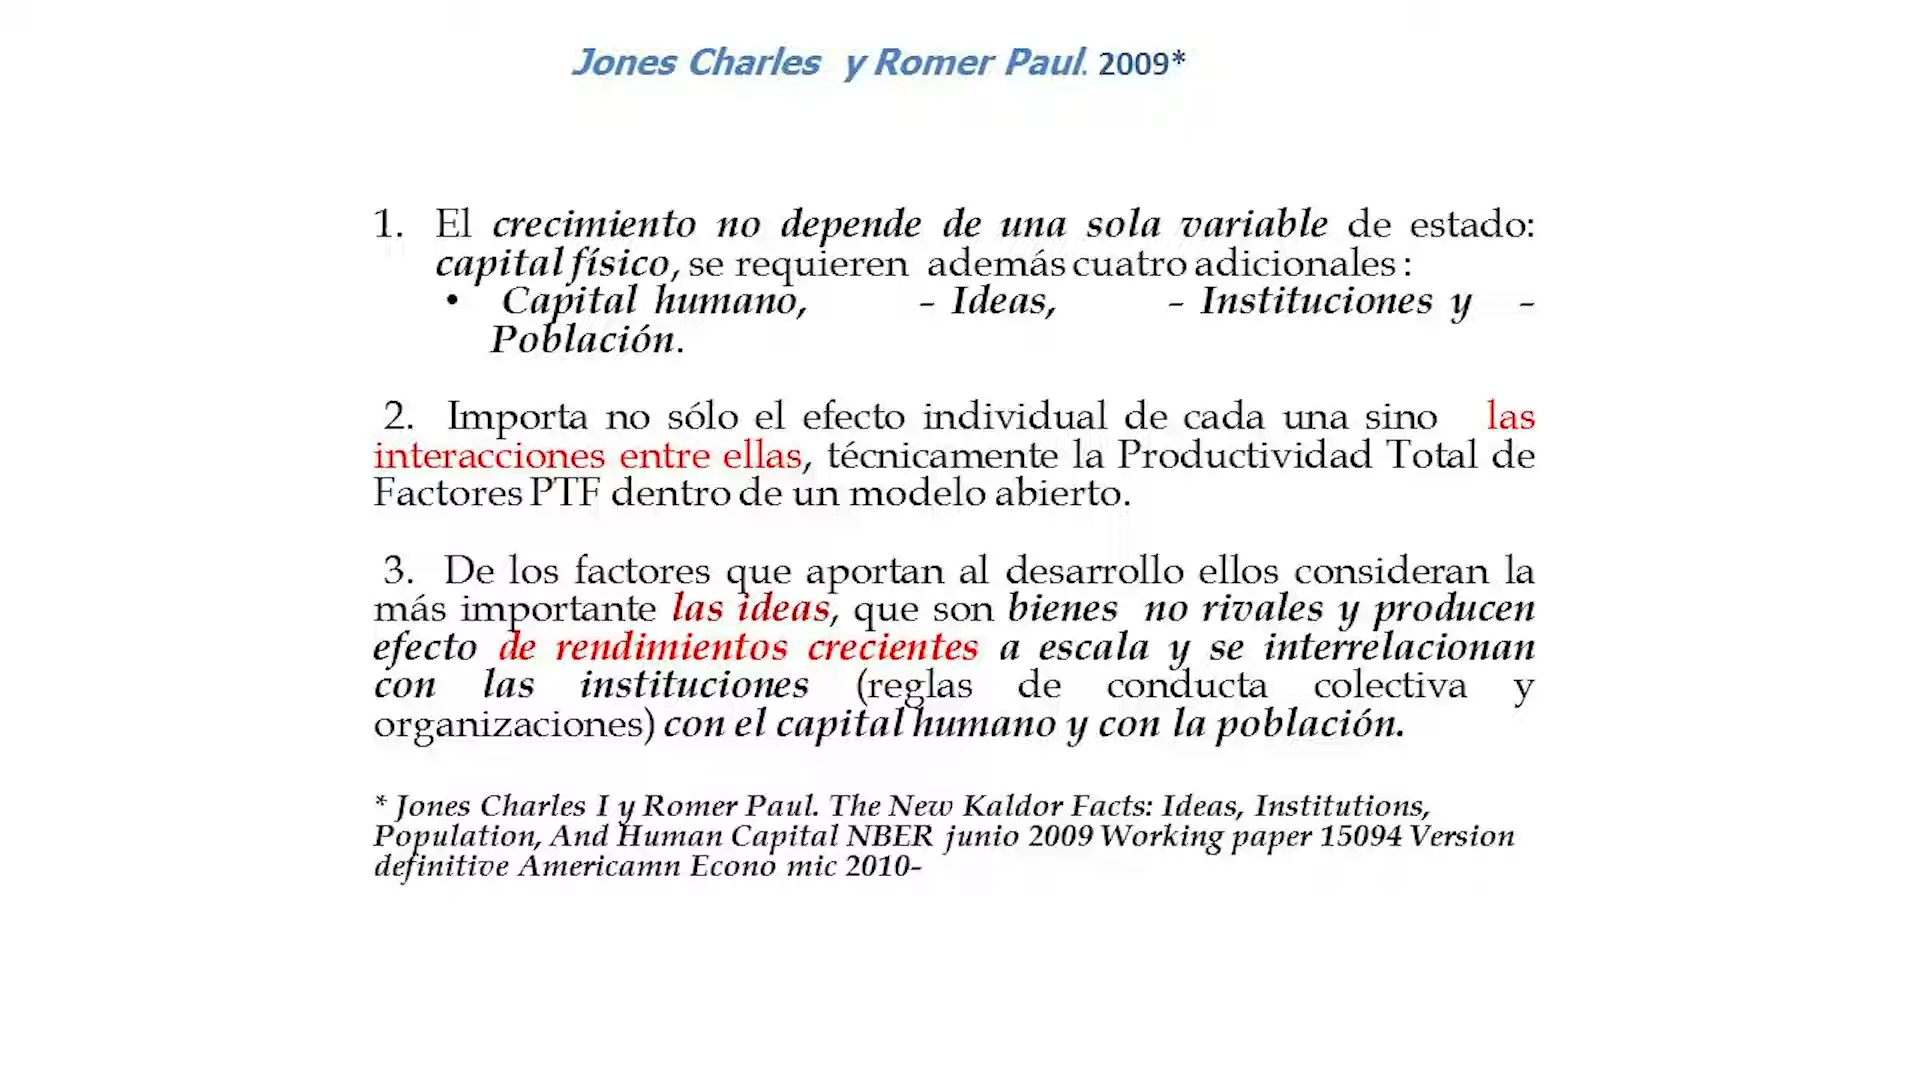 Jones Charles y Romer Paul. 2009*
1. El crecimiento no depende de una sola variable de estado:
capital físico, se requieren además cuatro adicionales :
• Capital humano, - Ideas, - Instituciones y -
Población.
2. Importa no sólo el efecto individual de cada una sino las
interacciones entre ellas, técnicamente la Productividad Total de
Factores PTF dentro de un modelo abierto.
3. De los factores que aportan al desarrollo ellos consideran la
más importante las ideas, que son bienes no rivales y producen
efecto de rendimientos crecientes a escala y se interrelacionan
con las instituciones (reglas de conducta colectiva y
organizaciones) con el capital humano y con la población.
* Jones Charles I y Romer Paul. The New Kaldor Facts: Ideas, Institutions,
Population, And Human Capital NBER junio 2009 Working paper 15094 Version
definitive Americamn Econo mic 2010-